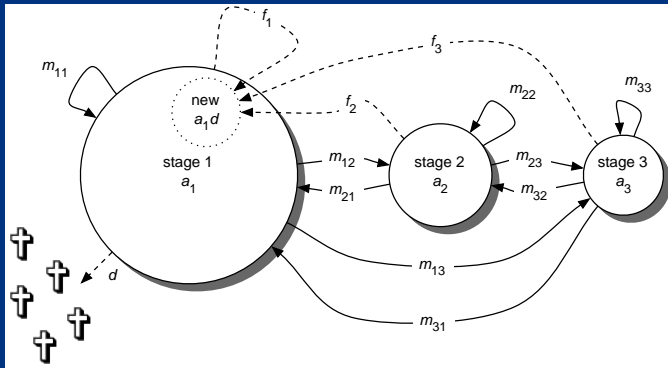 f₁
f₃
m₁₁
m₃₃
new
a₁d
f₂
m₂₂
stage 1
a₁
m₁₂
m₂₁
stage 2
a₂
m₂₃
m₃₂
stage 3
a₃
d
m₁₃
m₃₁